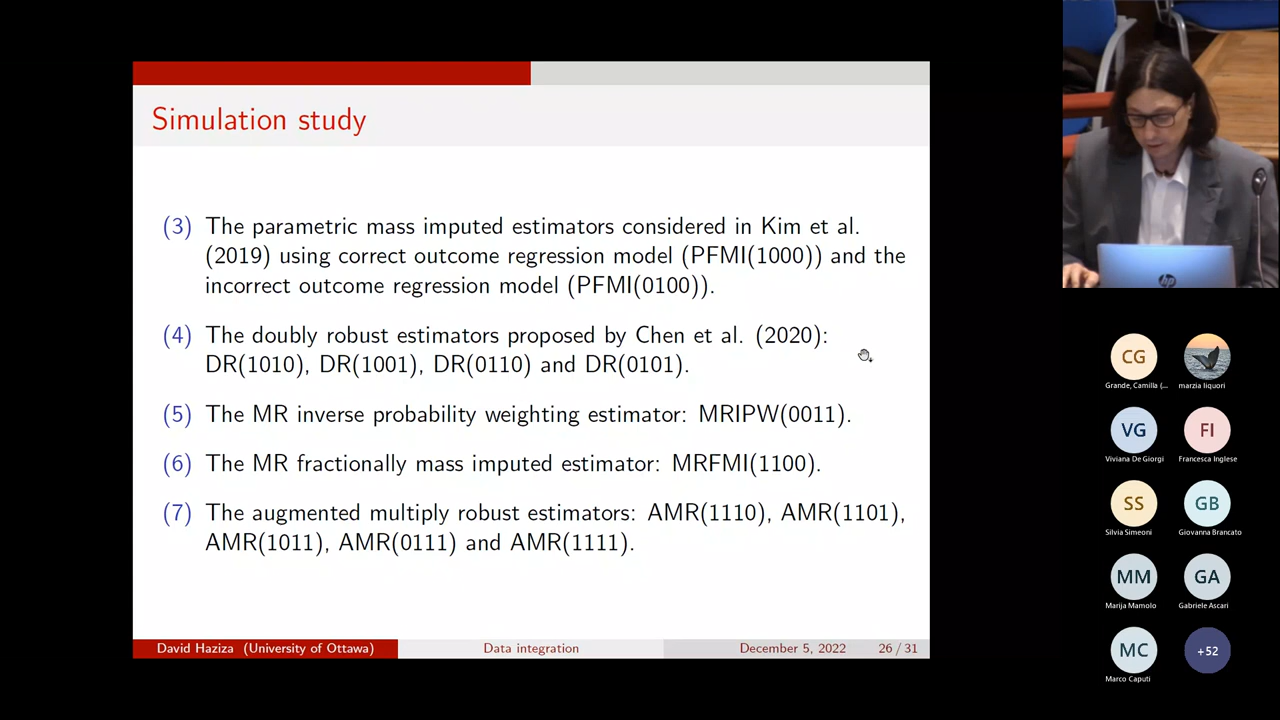 Simulation study
(3) The parametric mass imputed estimators considered in Kim et al.
(2019) using correct outcome regression model (PFMI(1000)) and the
incorrect outcome regression model (PFMI(0100)).
(4) The doubly robust estimators proposed by Chen et al. (2020):
DR(1010), DR(1001), DR(0110) and DR(0101).
(5) The MR inverse probability weighting estimator: MRIPW(0011).
(6) The MR fractionally mass imputed estimator: MRFMI(1100).
(7) The augmented multiply robust estimators: AMR(1110), AMR(1101),
AMR(1011), AMR(0111) and AMR(1111).
David Haziza (University of Ottawa) Data integration December 5, 2022 26 / 31
hp
CG
Grande, Camilla (...
marzia liquori
VG
Viviana De Giorgi
FI
Francesca Inglese
SS
Silvia Simeoni
GB
Giovanna Brancato
MM
Marija Mamolo
GA
Gabriele Ascari
MC
Marco Caputi
+52